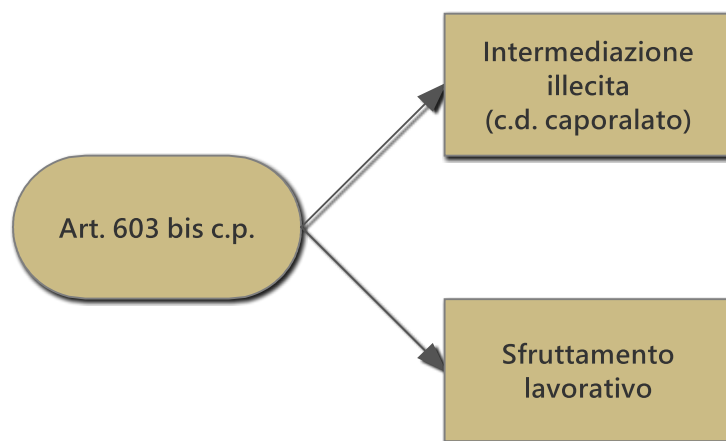 Intermediazione
illecita
(c.d. caporalato)
Art. 603 bis c.p.
Sfruttamento
lavorativo